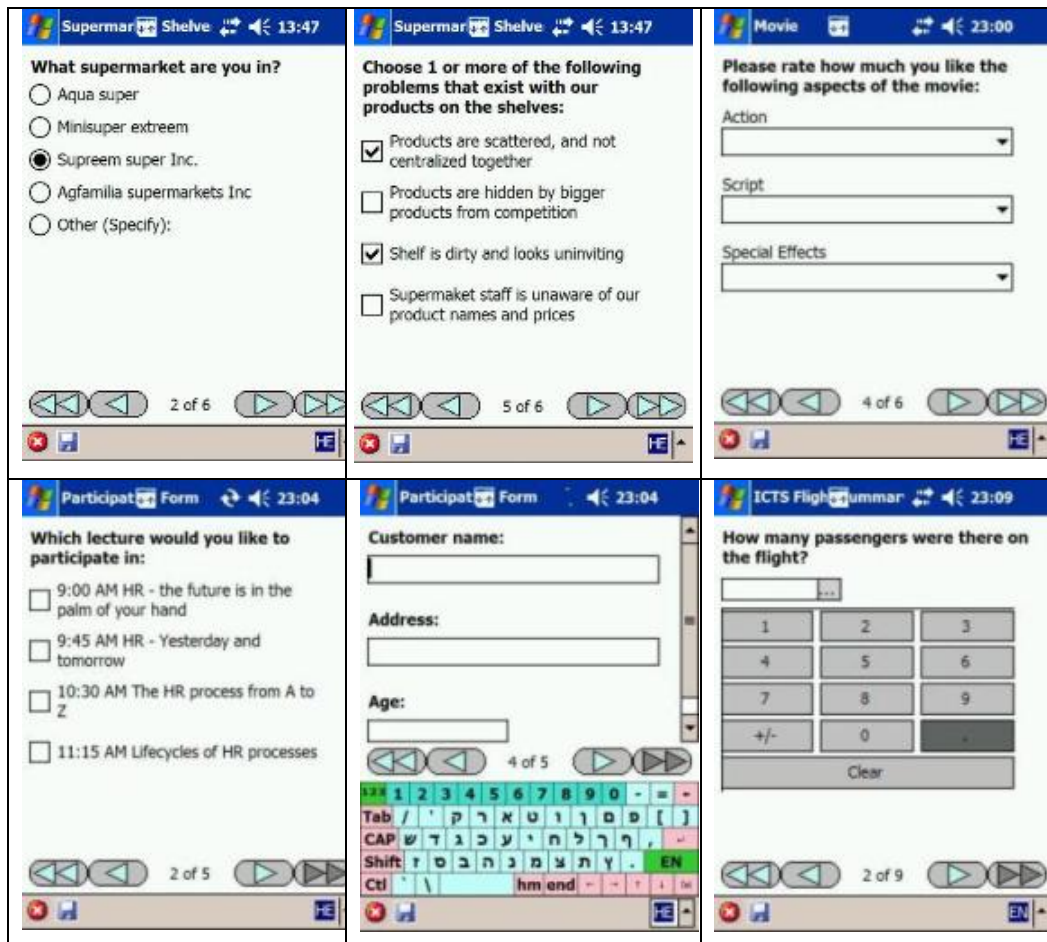 Supermar Shelve 13:47
What supermarket are you in?
Aqua super
Minisuper extreem
Supreem super Inc.
Agfamilia supermarkets Inc
Other (Specify):
2 of 6
HE
Supermar Shelve 13:47
Choose 1 or more of the following
problems that exist with our
products on the shelves:
Products are scattered, and not
centralized together
Products are hidden by bigger
products from competition
Shelf is dirty and looks uninviting
Supermaket staff is unaware of our
product names and prices
5 of 6
HE
Movie 23:00
Please rate how much you like the
following aspects of the movie:
Action
Script
Special Effects
4 of 6
HE
Participat Form 23:04
Which lecture would you like to
participate in:
9:00 AM HR - the future is in the
palm of your hand
9:45 AM HR - Yesterday and
tomorrow
10:30 AM The HR process from A to
Z
11:15 AM Lifecycles of HR processes
2 of 5
HE
Participat Form 23:04
Customer name:
Address:
Age:
4 of 5
123 1 2 3 4 5 6 7 8 9 0 - =
Tab / ' ק ר א ט ו ן ם פ [ ]
CAP ש ד ג כ ע י ח ל ך ף ,
Shift ז ס ב ה נ מ צ ת ץ . EN
Ctl ` \ hm end
HE
ICTS Fligh ummar 23:09
How many passengers were there on
the flight?
...
1 2 3
4 5 6
7 8 9
+/- 0 .
Clear
2 of 9
EN